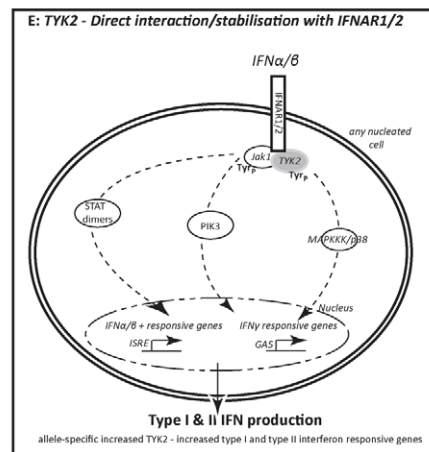 E: TYK2 - Direct interaction/stabilisation with IFNAR1/2
IFNα/β
IFNAR1/2
any nucleated
cell
Jak1
TYK2
TyrP
TyrP
STAT
dimers
PIK3
MAPKKK/p38
Nucleus
IFNα/β + responsive genes
IFNγ responsive genes
ISRE
GAS
Type I & II IFN production
allele-specific increased TYK2 - increased type I and type II interferon responsive genes